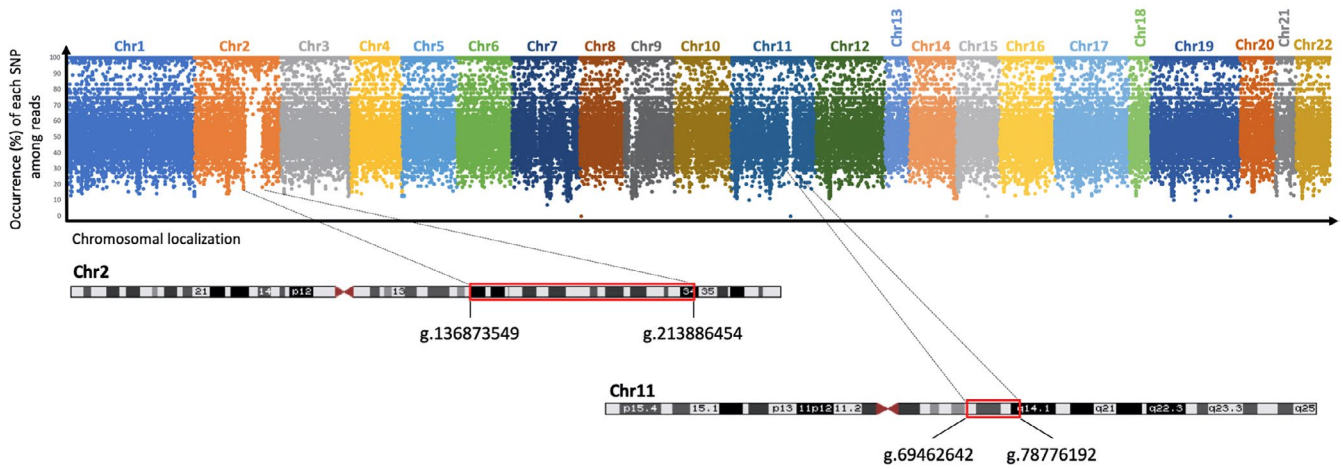 Chr1 Chr2 Chr3 Chr4 Chr5 Chr6 Chr7 Chr8 Chr9 Chr10 Chr11 Chr12 Chr13 Chr14 Chr15 Chr16 Chr17 Chr18 Chr19 Chr20 Chr21 Chr22
Occurrence (%) of each SNP
among reads
100
90
80
70
60
50
40
30
20
10
0
Chromosomal localization
Chr2
21 14 p12 13 34 35
g.136873549 g.213886454
Chr11
p15.4 15.1 p13 11p12 11.2 q14.1 q21 q22.3 q23.3 q25
g.69462642 g.78776192